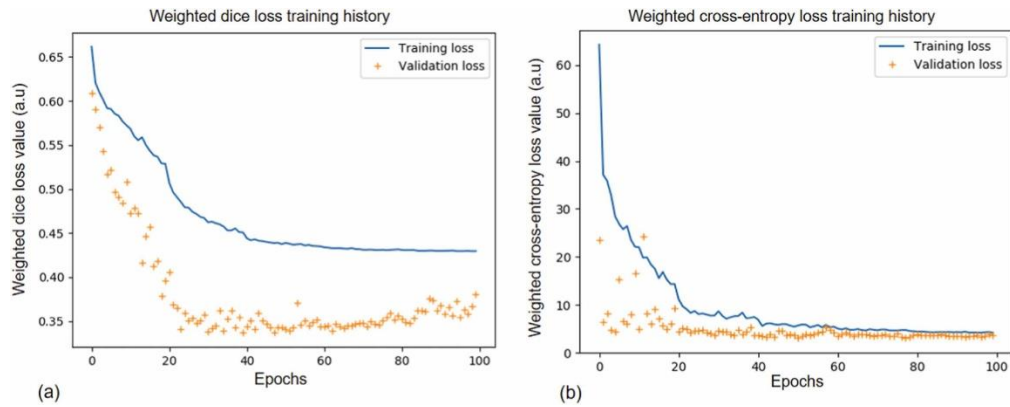 Weighted dice loss training history
Weighted dice loss value (a.u)
0.65
0.60
0.55
0.50
0.45
0.40
0.35
Training loss
Validation loss
0 20 40 60 80 100
Epochs
(a)
Weighted cross-entropy loss training history
Weighted cross-entropy loss value (a.u)
60
50
40
30
20
10
0
Training loss
Validation loss
0 20 40 60 80 100
Epochs
(b)